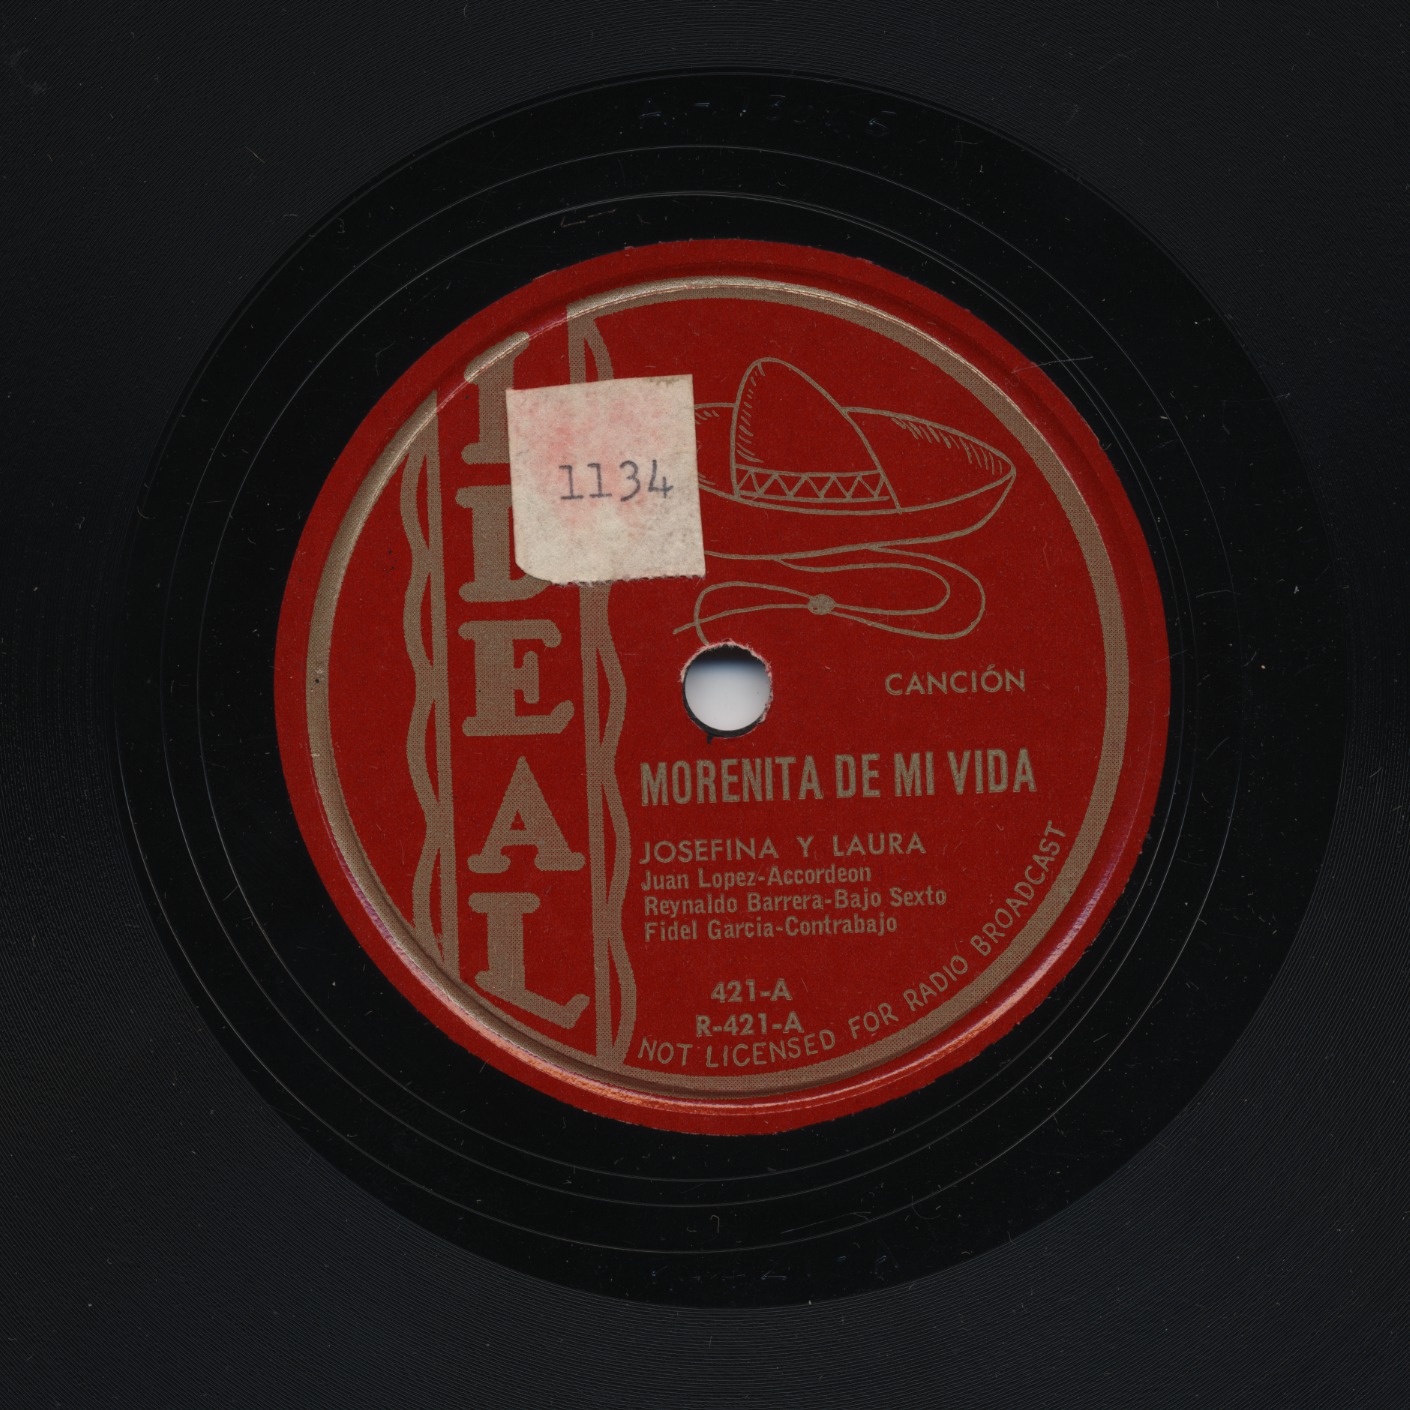 IDEAL
1134
CANCIÓN
MORENITA DE MI VIDA
JOSEFINA Y LAURA
Juan Lopez-Accordeon
Reynaldo Barrera-Bajo Sexto
Fidel Garcia-Contrabajo
421-A
R-421-A
NOT LICENSED FOR RADIO BROADCAST